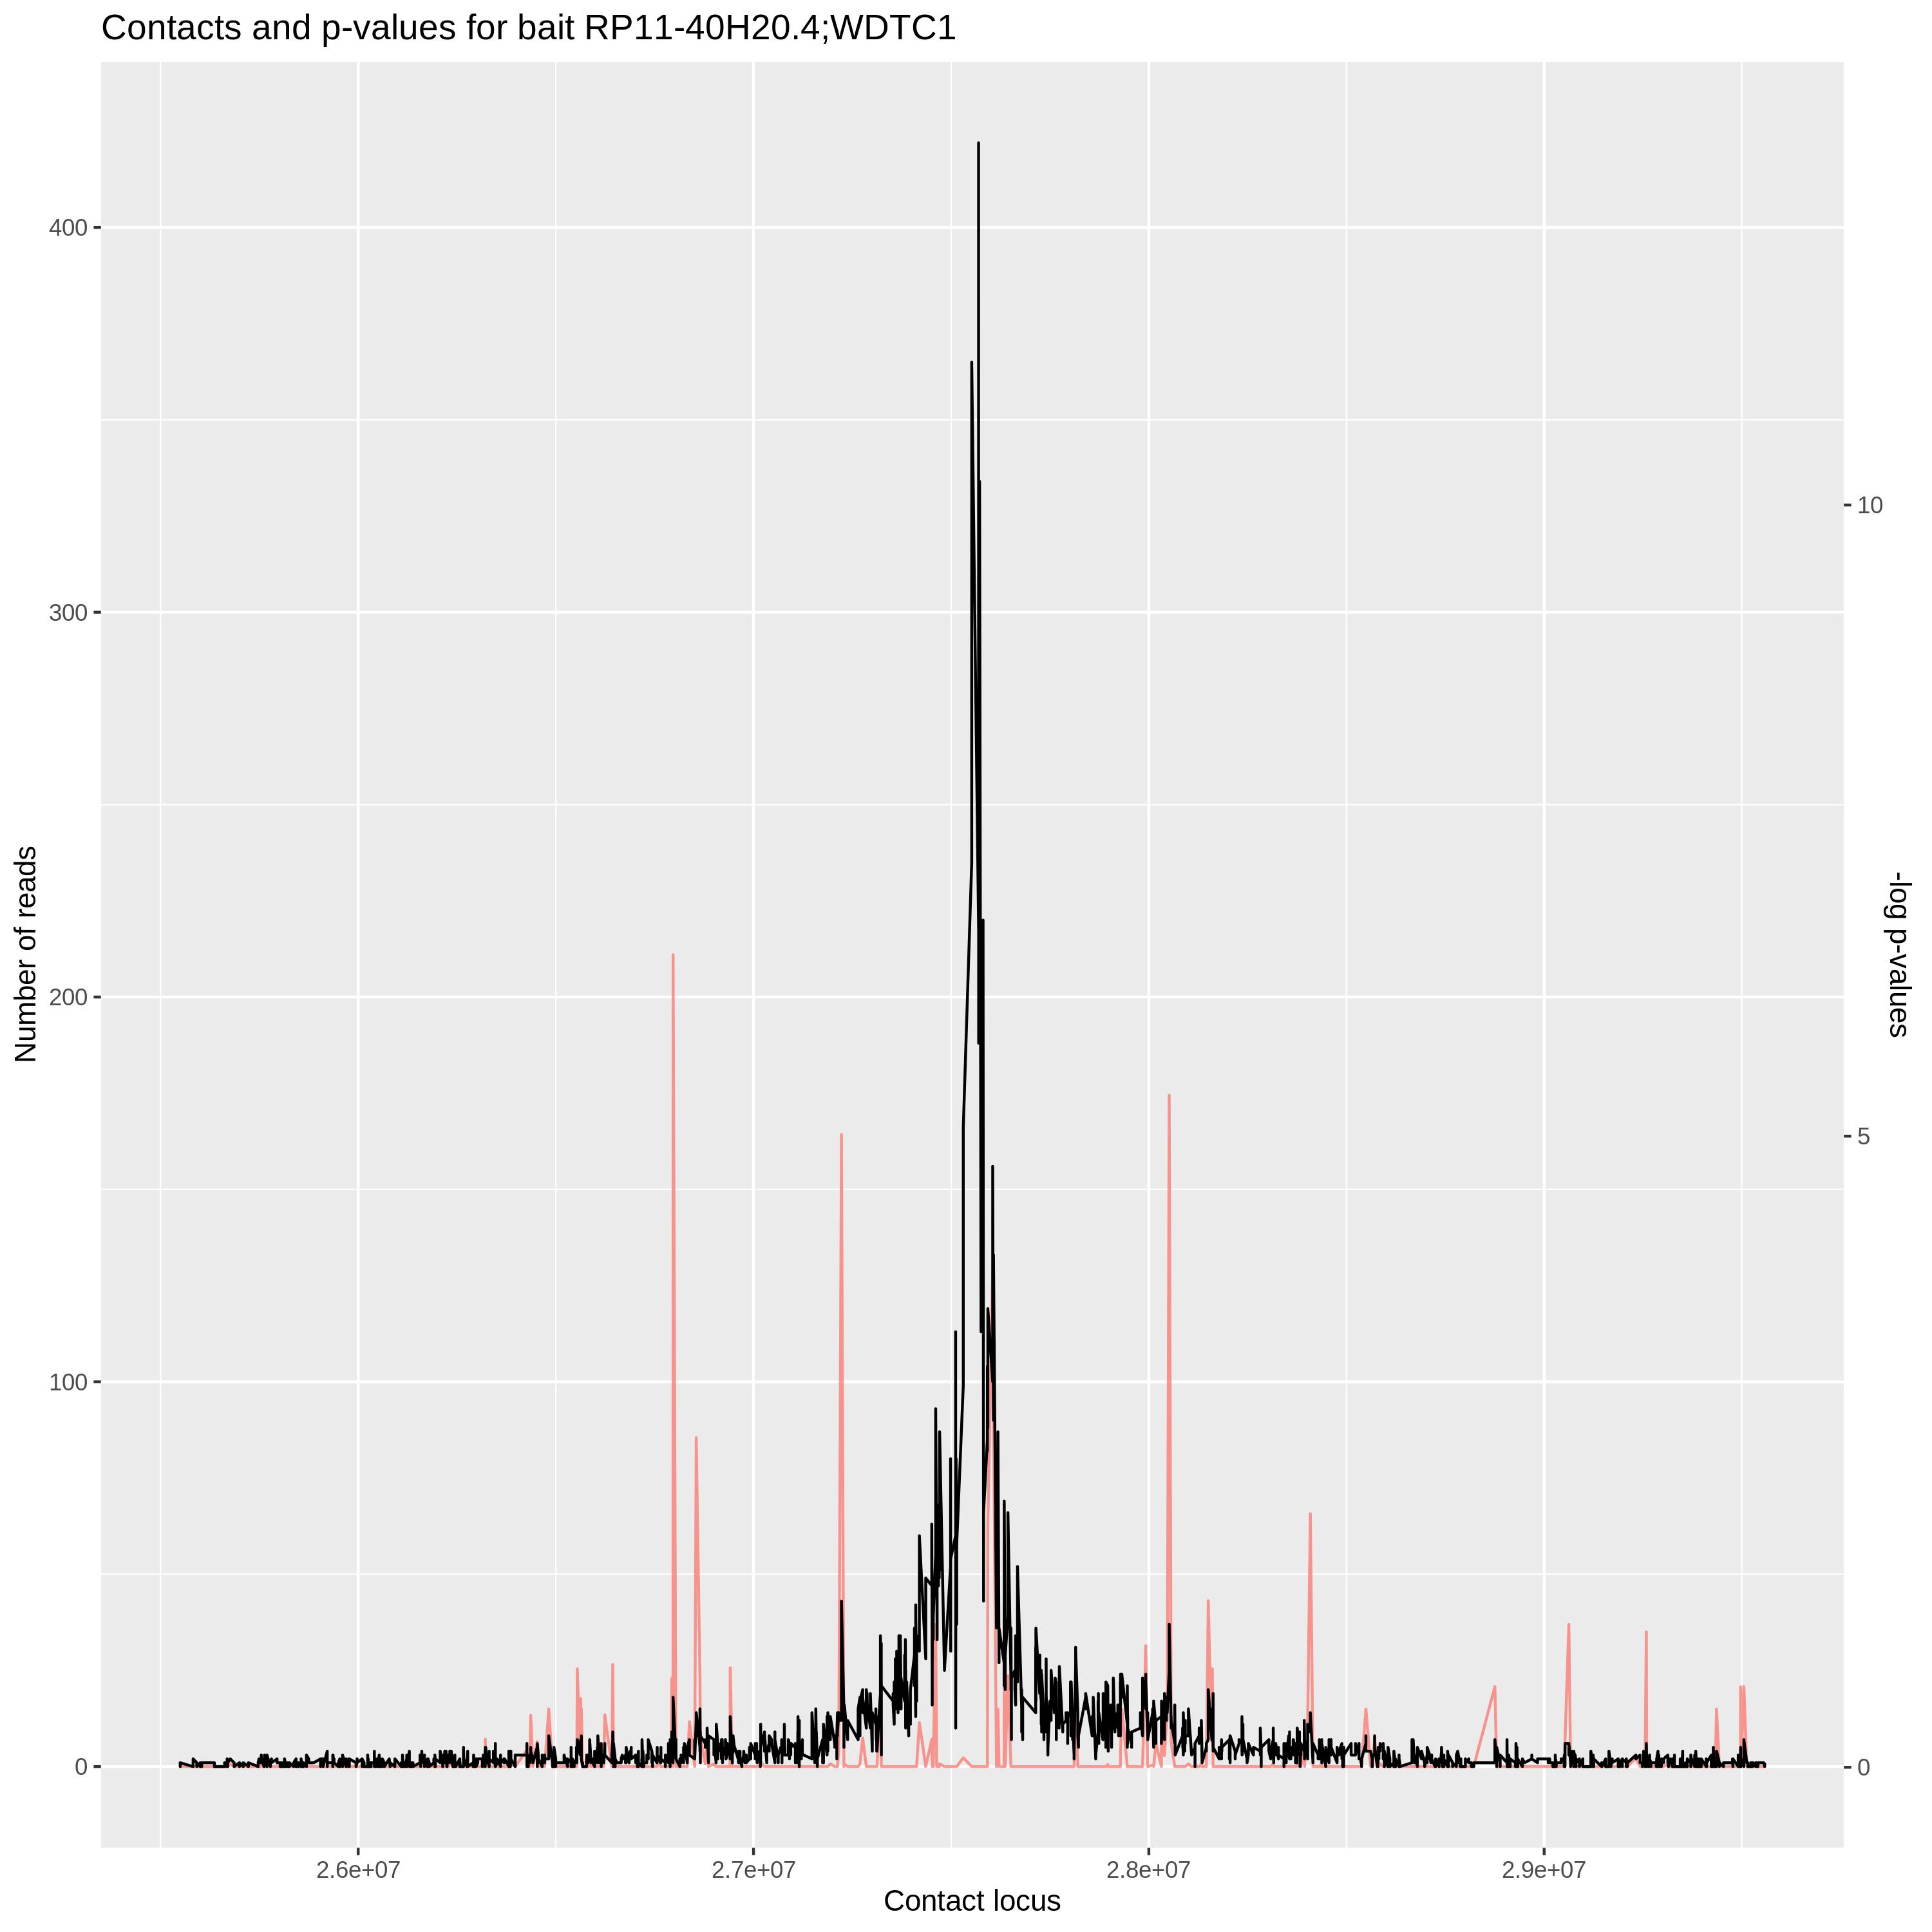 Contacts and p-values for bait RP11-40H20.4;WDTC1
Number of reads
400
300
200
100
0
10
5
0
-log p-values
2.6e+07
2.7e+07
2.8e+07
2.9e+07
Contact locus